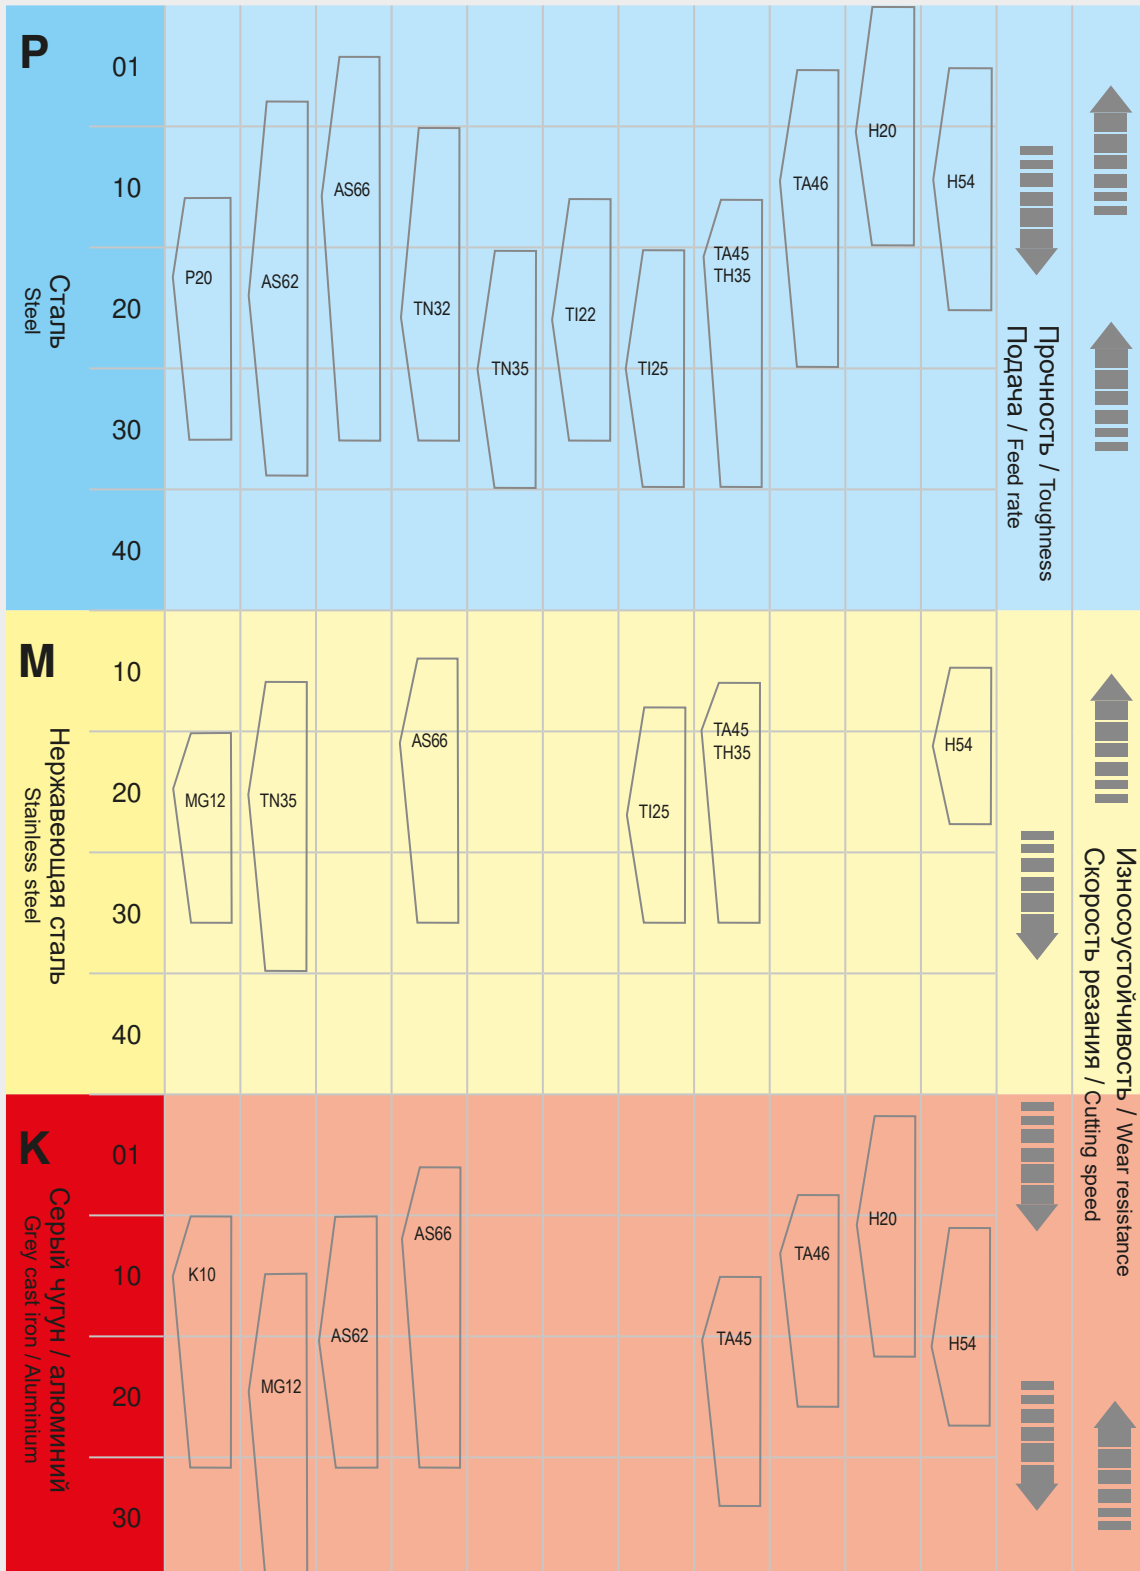 P
01
10
20
30
40
Сталь
Steel
P20
AS62
AS66
TN32
TN35
TI22
TI25
TA45
TH35
TA46
H20
H54
Прочность / Toughness
Подача / Feed rate
M
10
20
30
40
Нержавеющая сталь
Stainless steel
MG12
TN35
AS66
TI25
TA45
TH35
H54
Износоустойчивость / Wear resistance
Скорость резания / Cutting speed
K
01
10
20
30
Серый чугун / алюминий
Grey cast iron / Aluminium
K10
MG12
AS62
AS66
TA45
TA46
H20
H54